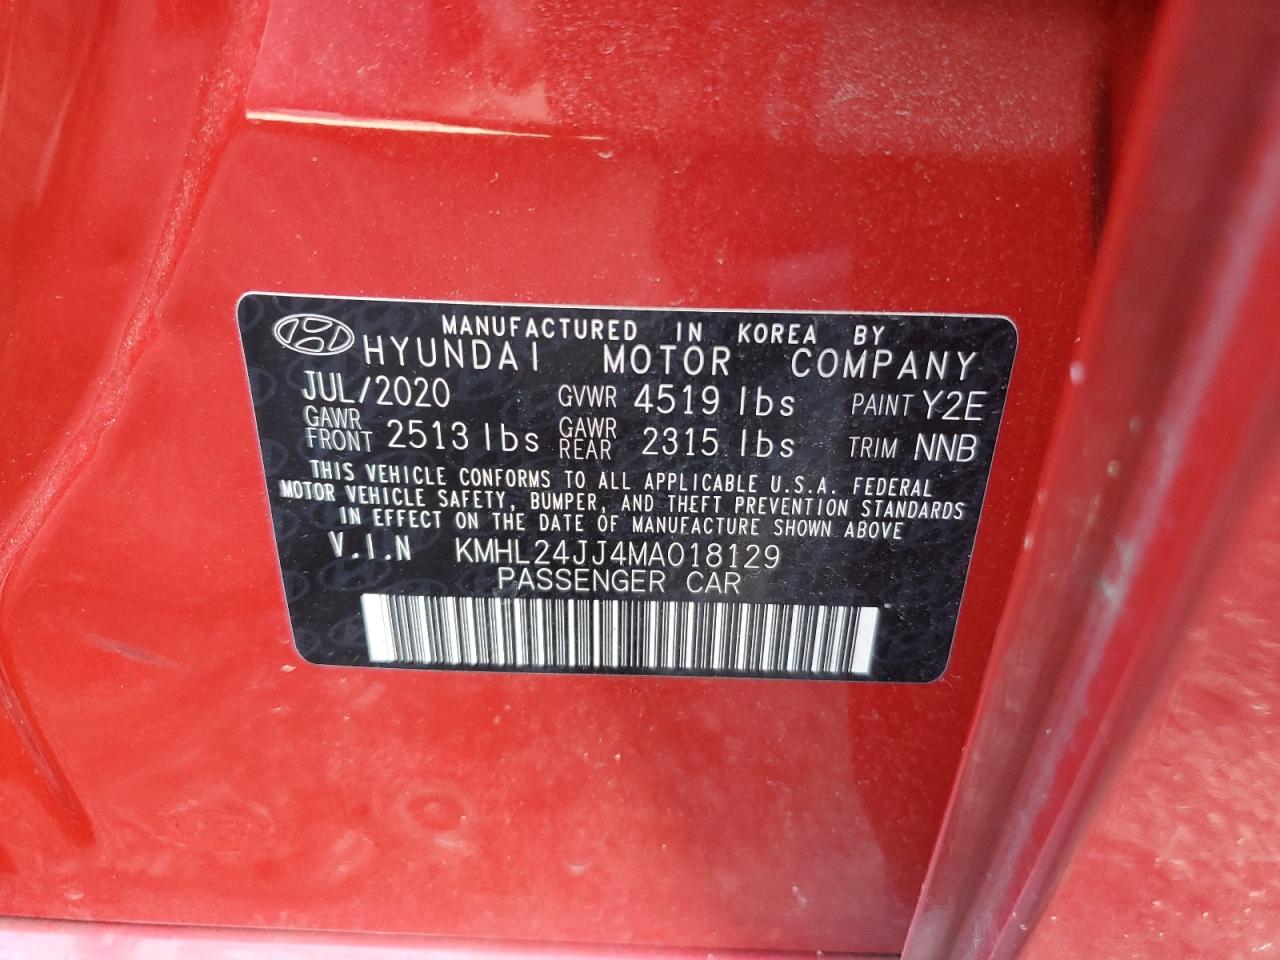 MANUFACTURED IN KOREA BY
HYUNDAI MOTOR COMPANY
JUL/2020 GVWR 4519 lbs PAINT Y2E
GAWR FRONT 2513 lbs GAWR REAR 2315 lbs TRIM NNB
THIS VEHICLE CONFORMS TO ALL APPLICABLE U.S.A. FEDERAL
MOTOR VEHICLE SAFETY, BUMPER, AND THEFT PREVENTION STANDARDS
IN EFFECT ON THE DATE OF MANUFACTURE SHOWN ABOVE
V.I.N KMHL24JJ4MA018129
PASSENGER CAR